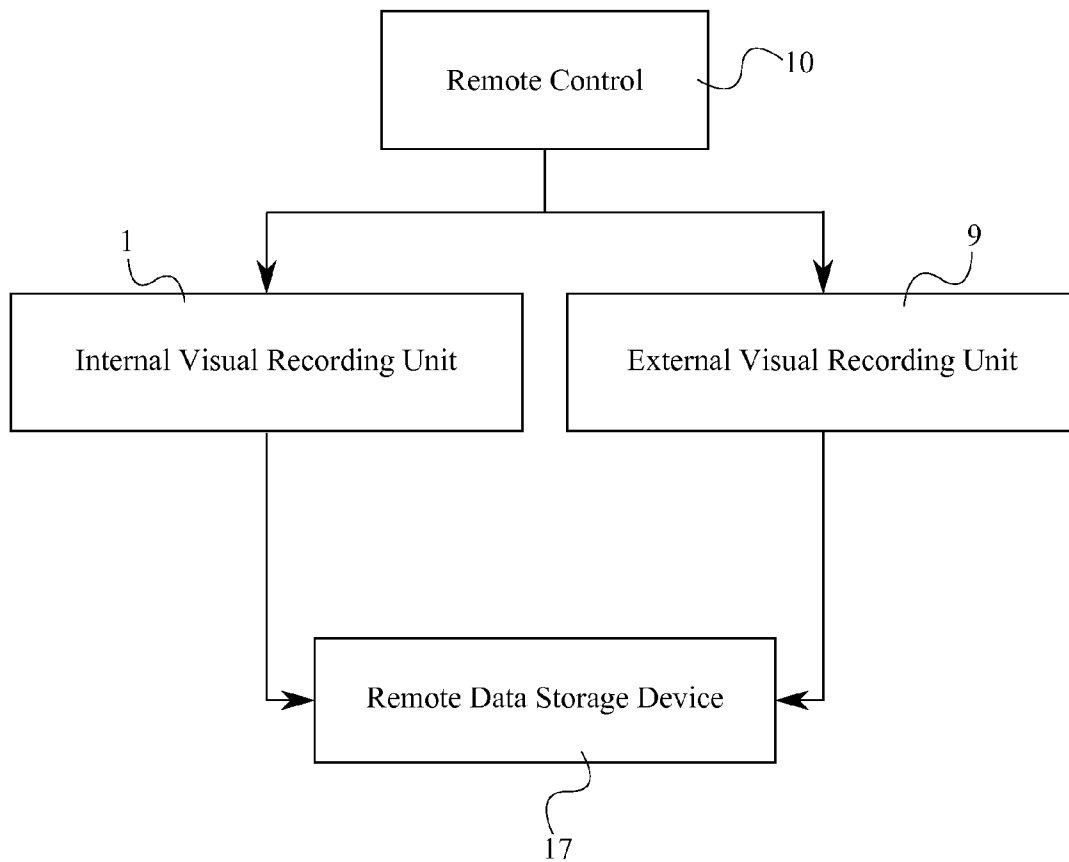 Remote Control
10
1
9
Internal Visual Recording Unit
External Visual Recording Unit
Remote Data Storage Device
17